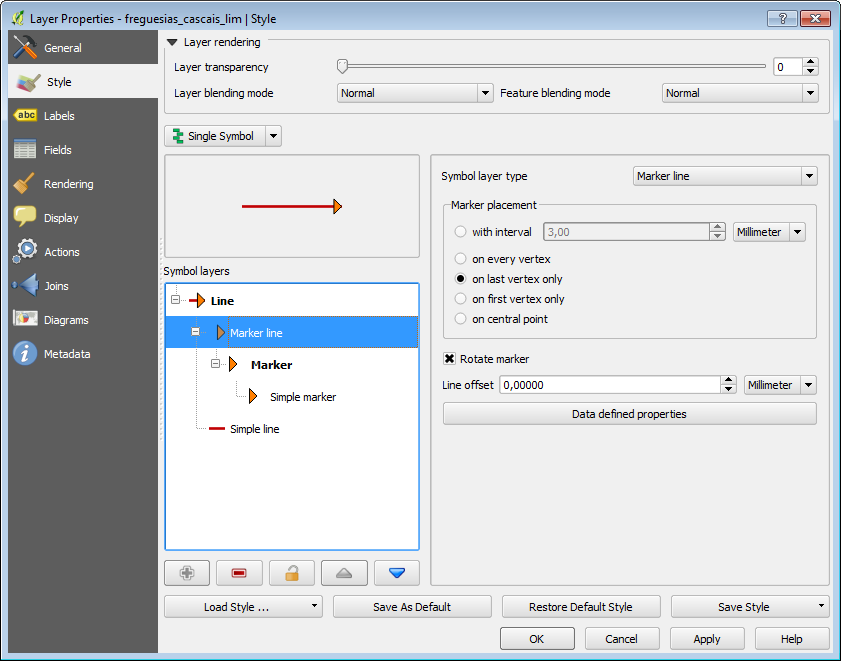 Layer Properties - freguesias_cascais_lim | Style
General
Style
abc Labels
Fields
Rendering
Display
Actions
Joins
Diagrams
Metadata
Layer rendering
Layer transparency 0
Layer blending mode Normal Feature blending mode Normal
Single Symbol
Symbol layers
Line
Marker line
Marker
Simple marker
Simple line
Symbol layer type Marker line
Marker placement
with interval 3,00 Millimeter
on every vertex
on last vertex only
on first vertex only
on central point
Rotate marker
Line offset 0,00000 Millimeter
Data defined properties
Load Style ... Save As Default Restore Default Style Save Style
OK Cancel Apply Help